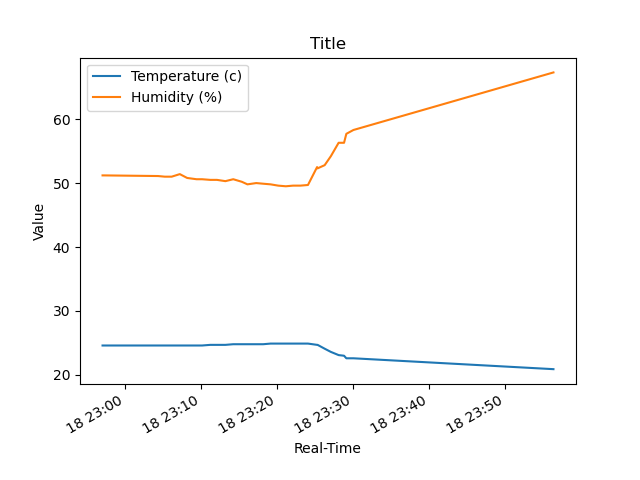 Title
Temperature (c)
Humidity (%)
Value
60
50
40
30
20
18 23:00
18 23:10
18 23:20
18 23:30
18 23:40
18 23:50
Real-Time